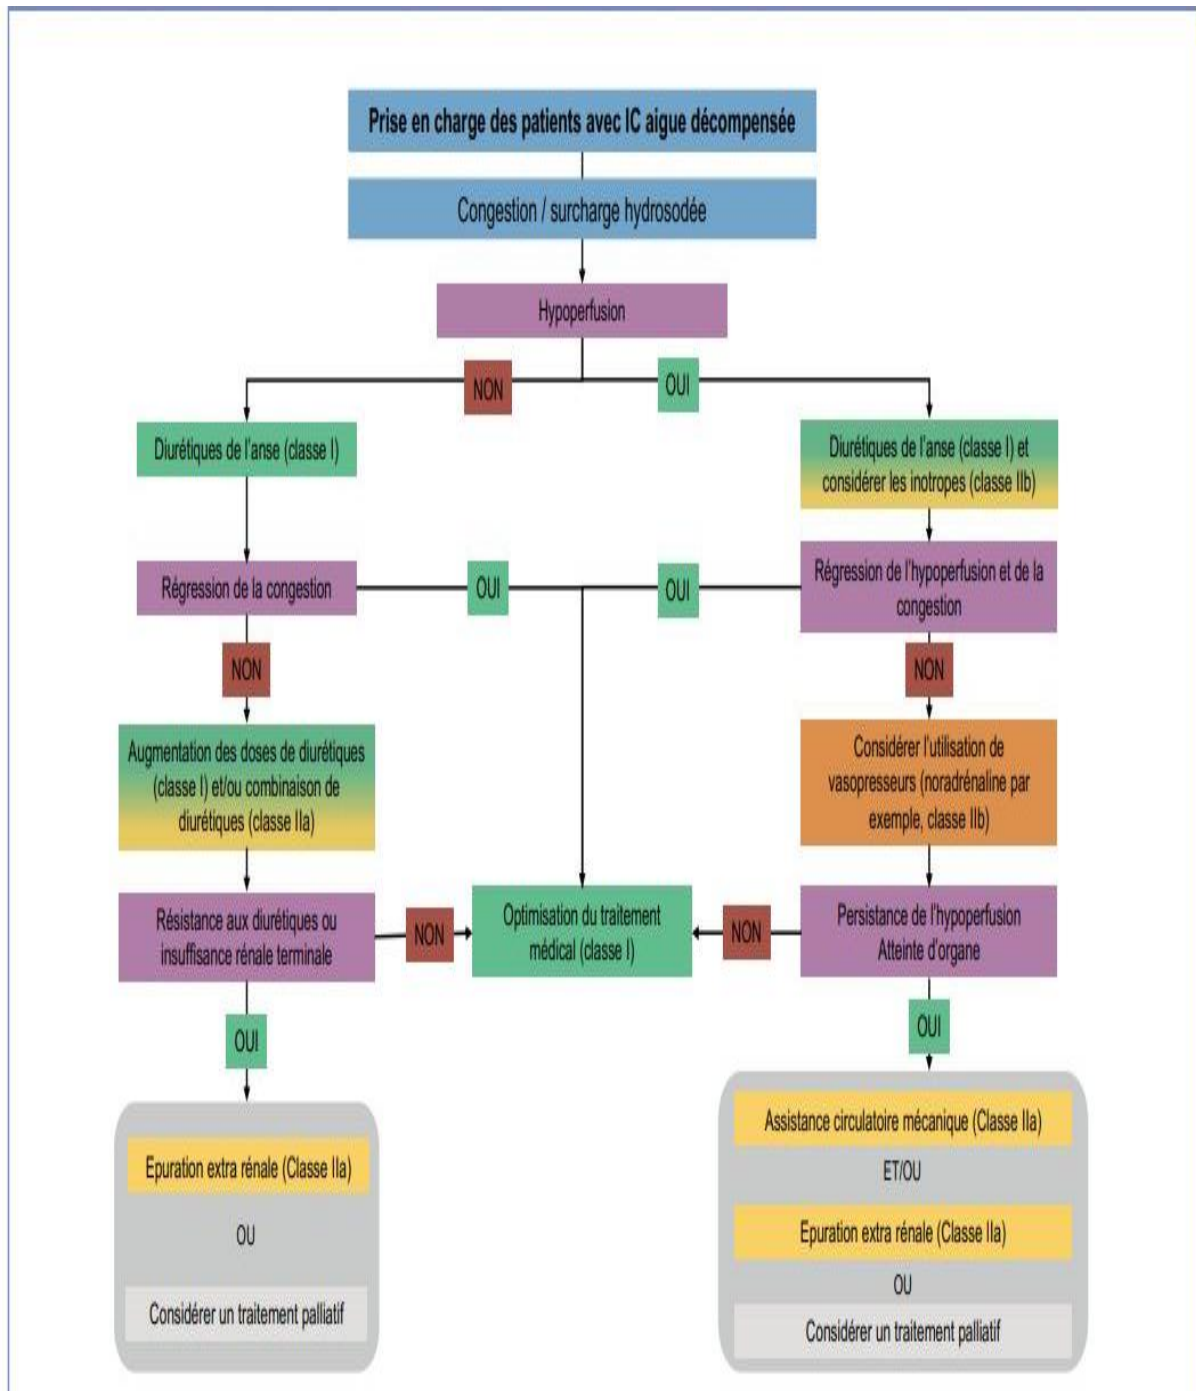 Prise en charge des patients avec IC aigue décompensée
Congestion / surcharge hydrosodée
Hypoperfusion
NON
OUI
Diurétiques de l'anse (classe I)
Diurétiques de l'anse (classe I) et
considérer les inotropes (classe IIb)
Régression de la congestion
OUI
OUI
Régression de l'hypoperfusion et de la
congestion
NON
NON
Augmentation des doses de diurétiques
(classe I) et/ou combinaison de
diurétiques (classe IIa)
Considérer l'utilisation de
vasopresseurs (noradrénaline par
exemple, classe IIb)
Résistance aux diurétiques ou
insuffisance rénale terminale
NON
Optimisation du traitement
médical (classe I)
NON
Persistance de l'hypoperfusion
Atteinte d'organe
OUI
OUI
Epuration extra rénale (Classe IIa)
OU
Considérer un traitement palliatif
Assistance circulatoire mécanique (Classe IIa)
ET/OU
Epuration extra rénale (Classe IIa)
OU
Considérer un traitement palliatif